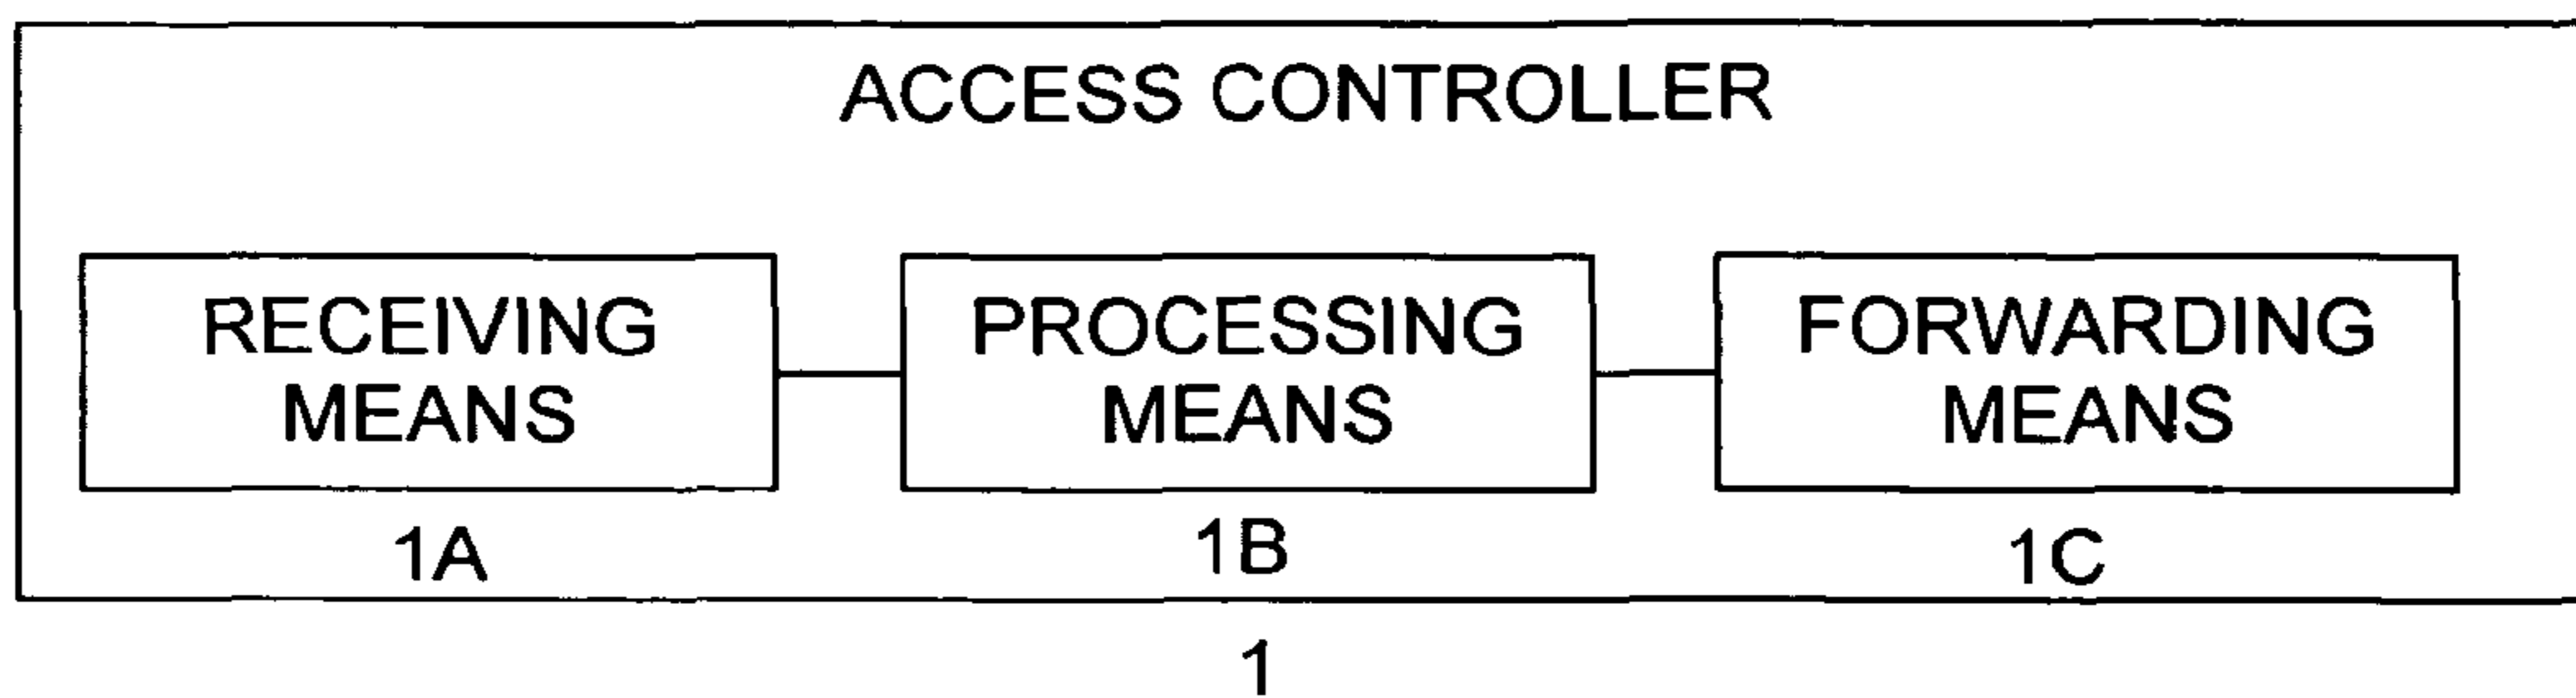 ACCESS CONTROLLER
RECEIVING
MEANS
PROCESSING
MEANS
FORWARDING
MEANS
1A
1B
1C
1